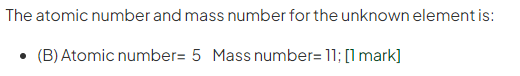 The atomic number and mass number for the unknown element is:
• (B) Atomic number= 5 Mass number= 11; [1 mark]